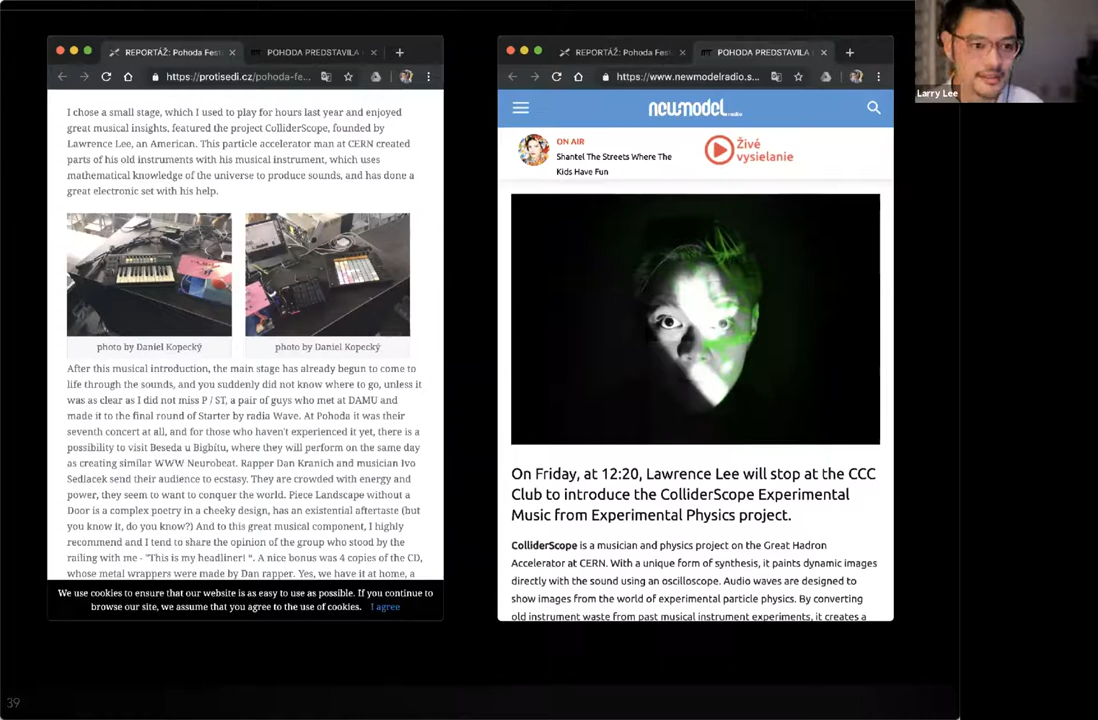 REPORTÁŽ: Pohoda Fes
POHODA PREDSTAVILA
https://protisedi.cz/pohoda-fe...
I chose a small stage, which I used to play for hours last year and enjoyed
great musical insights, featured the project ColliderScope, founded by
Lawrence Lee, an American. This particle accelerator man at CERN created
parts of his old instruments with his musical instrument, which uses
mathematical knowledge of the universe to produce sounds, and has done a
great electronic set with his help.
photo by Daniel Kopecký
photo by Daniel Kopecký
After this musical introduction, the main stage has already begun to come to
life through the sounds, and you suddenly did not know where to go, unless it
was as clear as I did not miss P / ST, a pair of guys who met at DAMU and
made it to the final round of Starter by radia Wave. At Pohoda it was their
seventh concert at all, and for those who haven't experienced it yet, there is a
possibility to visit Beseda u Bigbítu, where they will perform on the same day
as creating similar WWW Neurobeat. Rapper Dan Kranich and musician Ivo
Sedlacek send their audience to ecstasy. They are crowded with energy and
power, they seem to want to conquer the world. Piece Landscape without a
Door is a complex poetry in a cheeky design, has an existential aftertaste (but
you know it, do you know?) And to this great musical component, I highly
recommend and I tend to share the opinion of the group who stood by the
railing with me - "This is my headliner! ". A nice bonus was 4 copies of the CD,
whose metal wrappers were made by Dan rapper. Yes, we have it at home, a
We use cookies to ensure that our website is as easy to use as possible. If you continue to
browse our site, we assume that you agree to the use of cookies. I agree
REPORTÁŽ: Pohoda Fes
POHODA PREDSTAVILA
https://www.newmodelradio.s...
newmodel.radio
ON AIR
Shantel The Streets Where The
Kids Have Fun
Živé
vysielanie
On Friday, at 12:20, Lawrence Lee will stop at the CCC
Club to introduce the ColliderScope Experimental
Music from Experimental Physics project.
ColliderScope is a musician and physics project on the Great Hadron
Accelerator at CERN. With a unique form of synthesis, it paints dynamic images
directly with the sound using an oscilloscope. Audio waves are designed to
show images from the world of experimental particle physics. By converting
old instrument waste from past musical instrument experiments, it creates a
Larry Lee
39